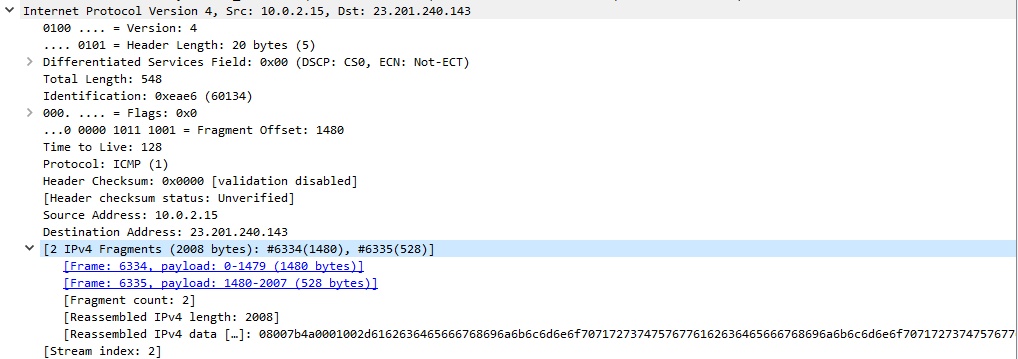 Internet Protocol Version 4, Src: 10.0.2.15, Dst: 23.201.240.143
0100 .... = Version: 4
.... 0101 = Header Length: 20 bytes (5)
Differentiated Services Field: 0x00 (DSCP: CS0, ECN: Not-ECT)
Total Length: 548
Identification: 0xeae6 (60134)
000. .... = Flags: 0x0
...0 0000 1011 1001 = Fragment Offset: 1480
Time to Live: 128
Protocol: ICMP (1)
Header Checksum: 0x0000 [validation disabled]
[Header checksum status: Unverified]
Source Address: 10.0.2.15
Destination Address: 23.201.240.143
[2 IPv4 Fragments (2008 bytes): #6334(1480), #6335(528)]
[Frame: 6334, payload: 0-1479 (1480 bytes)]
[Frame: 6335, payload: 1480-2007 (528 bytes)]
[Fragment count: 2]
[Reassembled IPv4 length: 2008]
[Reassembled IPv4 data […]: 08007b4a0001002d6162636465666768696a6b6c6d6e6f70717273747576776162636465666768696a6b6c6d6e6f7071727374757677
[Stream index: 2]